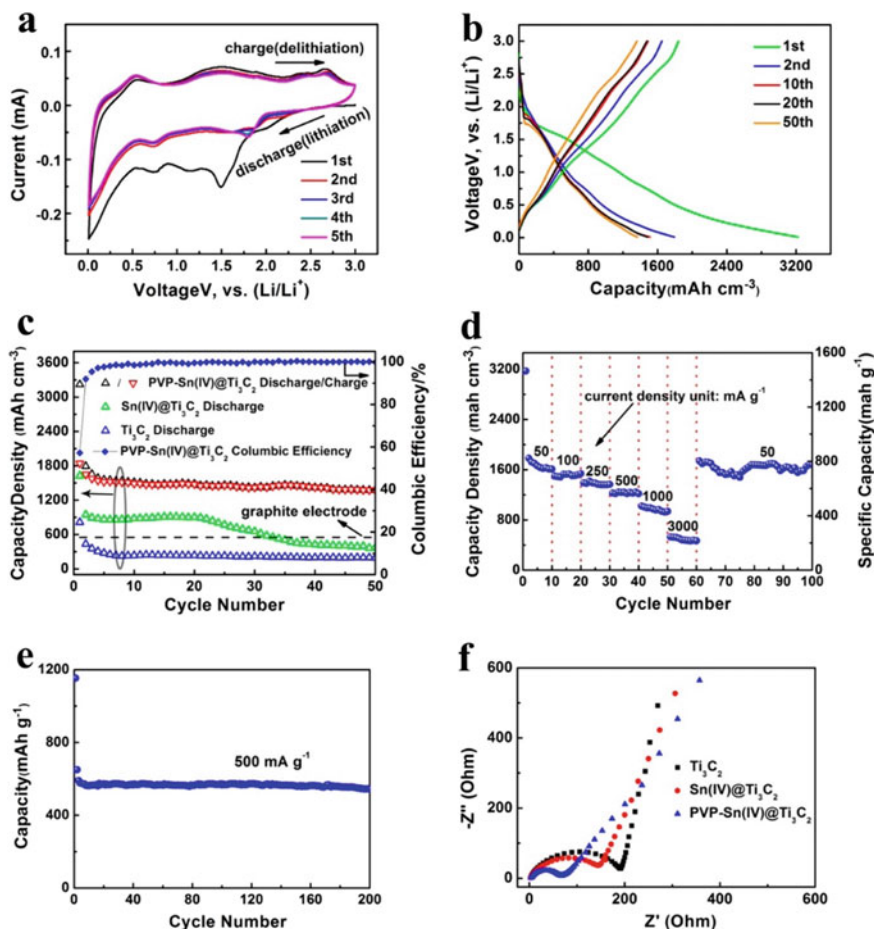 a
charge(delithiation)
discharge(lithiation)
1st
2nd
3rd
4th
5th
Current (mA)
0.1
0.0
-0.1
-0.2
0.0 0.5 1.0 1.5 2.0 2.5 3.0
VoltageV, vs. (Li/Li⁺)
b
1st
2nd
10th
20th
50th
VoltageV, vs. (Li/Li⁺)
3.0
2.5
2.0
1.5
1.0
0.5
0.0
0 800 1600 2400 3200
Capacity(mAh cm⁻³)
c
CapacityDensity (mAh cm⁻³)
3600
3000
2400
1800
1200
600
0
/ PVP-Sn(IV)@Ti₃C₂ Discharge/Charge
Sn(IV)@Ti₃C₂ Discharge
Ti₃C₂ Discharge
PVP-Sn(IV)@Ti₃C₂ Columbic Efficiency
graphite electrode
100
80
60
40
20
0
Columbic Efficiency/%
0 10 20 30 40 50
Cycle Number
d
Capacity Density (mah cm⁻³)
3200
2400
1600
800
0
current density unit: mA g⁻¹
50 100 250 500 1000 3000 50
1600
1200
800
400
0
Specific Capacity(mah g⁻¹)
0 10 20 30 40 50 60 70 80 90 100
Cycle Number
e
Capacity(mAh g⁻¹)
1200
900
600
300
0
500 mA g⁻¹
0 40 80 120 160 200
Cycle Number
f
-Z'' (Ohm)
600
400
200
0
Ti₃C₂
Sn(IV)@Ti₃C₂
PVP-Sn(IV)@Ti₃C₂
0 200 400 600
Z' (Ohm)